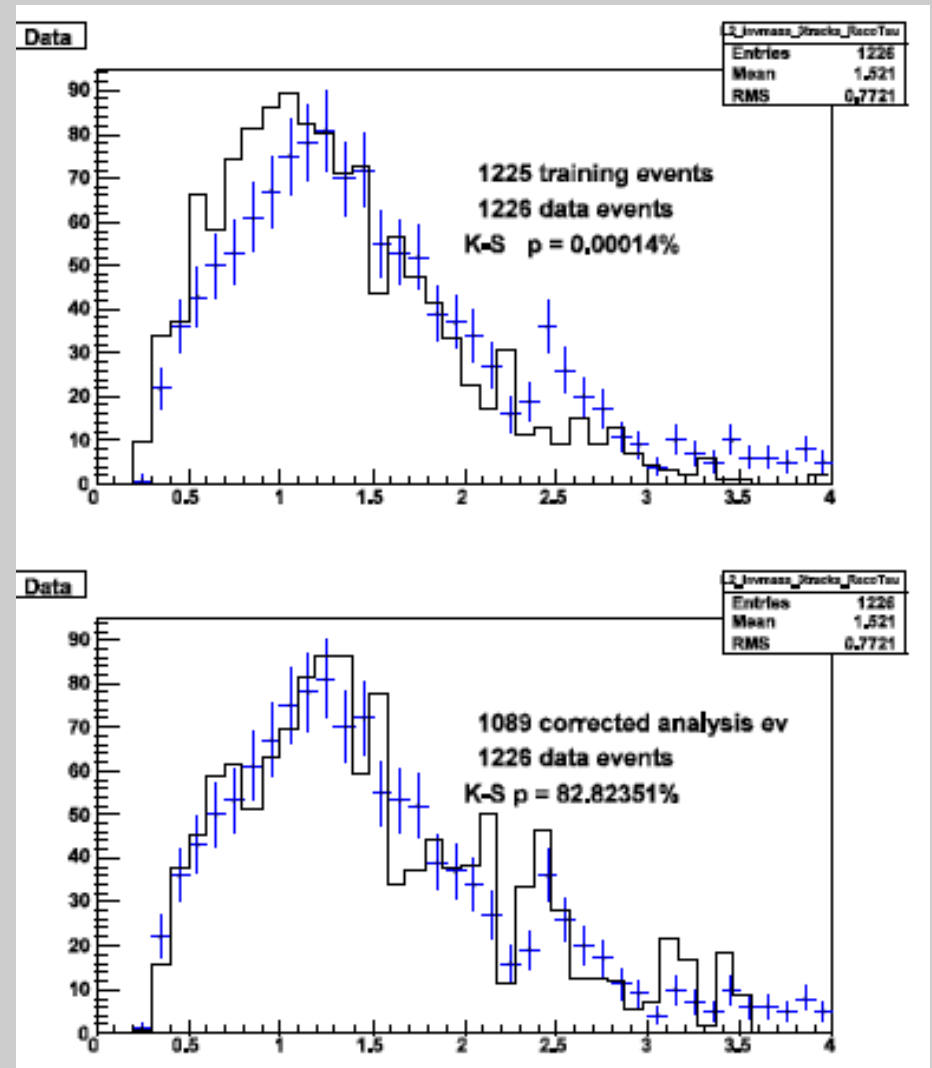 Data
L2_invmass_2tracks_RecoTau
Entries 1226
Mean 1.521
RMS 0.7721
90
80
70
60
50
40
30
20
10
0
1225 training events
1226 data events
K-S p = 0.00014%
0 0.5 1 1.5 2 2.5 3 3.5 4
Data
L2_invmass_2tracks_RecoTau
Entries 1226
Mean 1.521
RMS 0.7721
90
80
70
60
50
40
30
20
10
0
1089 corrected analysis ev
1226 data events
K-S p = 82.82351%
0 0.5 1 1.5 2 2.5 3 3.5 4